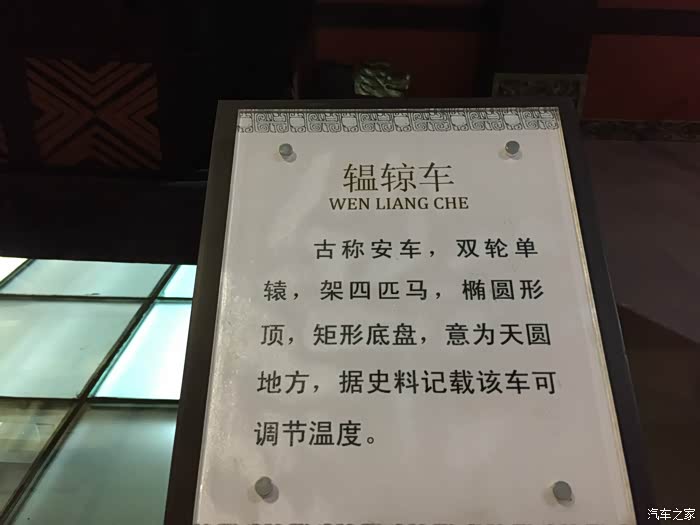 辒辌车
WEN LIANG CHE
古称安车，双轮单
辕，架四匹马，椭圆形
顶，矩形底盘，意为天圆
地方，据史料记载该车可
调节温度。
汽车之家